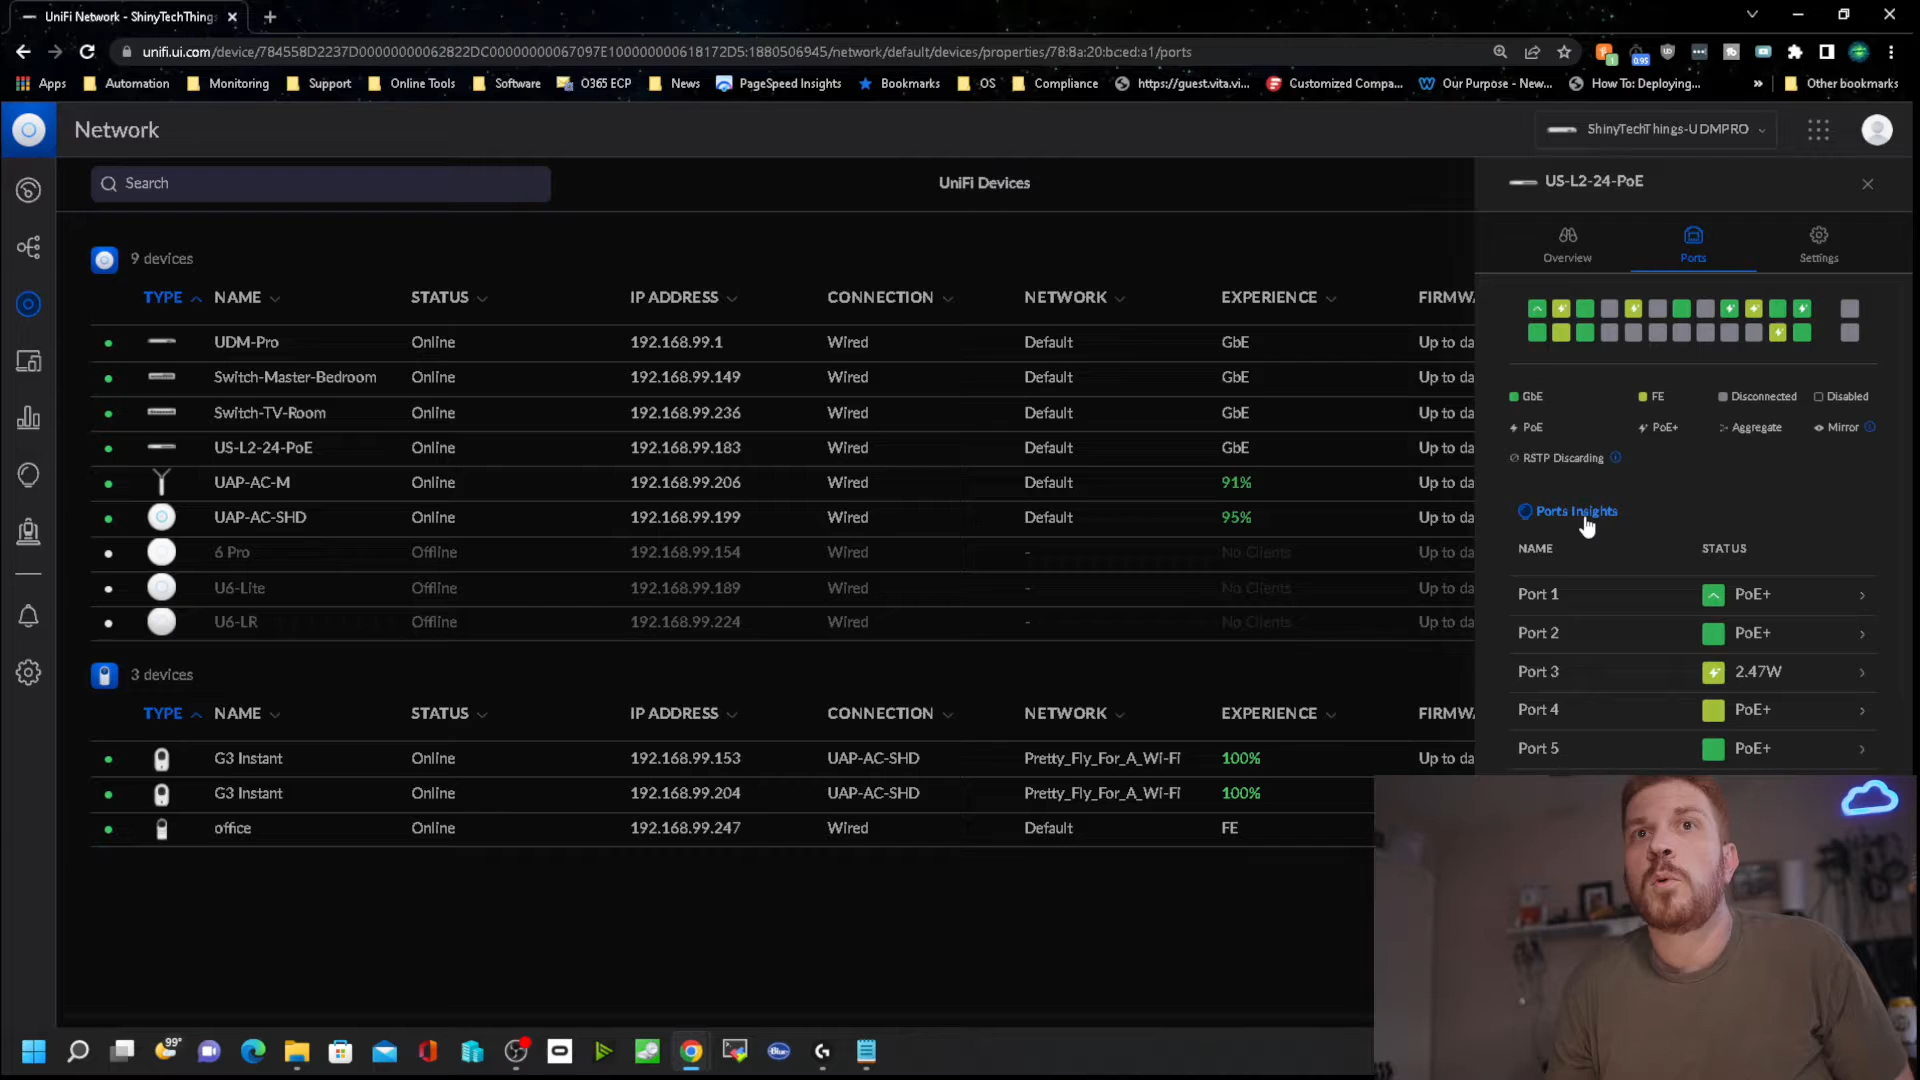 UniFi Network - ShinyTechThings
unifi.ui.com/device/784558D2237D00000000062822DC00000000067097E100000000618172D5:1880506945/network/default/devices/properties/78:8a:20:bc:ed:a1/ports
Apps Automation Monitoring Support Online Tools Software O365 ECP News PageSpeed Insights Bookmarks OS Compliance https://guest.vita.vi... Customized Compa... Our Purpose - New... How To: Deploying... » Other bookmarks
Network
ShinyTechThings-UDMPRO
Search
UniFi Devices
US-L2-24-PoE
Overview Ports Settings
9 devices
TYPE NAME STATUS IP ADDRESS CONNECTION NETWORK EXPERIENCE FIRMW
UDM-Pro Online 192.168.99.1 Wired Default GbE Up to da
Switch-Master-Bedroom Online 192.168.99.149 Wired Default GbE Up to da
Switch-TV-Room Online 192.168.99.236 Wired Default GbE Up to da
US-L2-24-PoE Online 192.168.99.183 Wired Default GbE Up to da
UAP-AC-M Online 192.168.99.206 Wired Default 91% Up to da
UAP-AC-SHD Online 192.168.99.199 Wired Default 95% Up to da
6 Pro Offline 192.168.99.154 Wired - No Clients Up to da
U6-Lite Offline 192.168.99.189 Wired - No Clients Up to da
U6-LR Offline 192.168.99.224 Wired - No Clients Up to da
3 devices
TYPE NAME STATUS IP ADDRESS CONNECTION NETWORK EXPERIENCE FIRMW
G3 Instant Online 192.168.99.153 UAP-AC-SHD Pretty_Fly_For_A_Wi-Fi 100% Up to da
G3 Instant Online 192.168.99.204 UAP-AC-SHD Pretty_Fly_For_A_Wi-Fi 100%
office Online 192.168.99.247 Wired Default FE
GbE FE Disconnected Disabled
PoE PoE+ Aggregate Mirror
RSTP Discarding
Ports Insights
NAME STATUS
Port 1 PoE+
Port 2 PoE+
Port 3 2.47W
Port 4 PoE+
Port 5 PoE+
99°